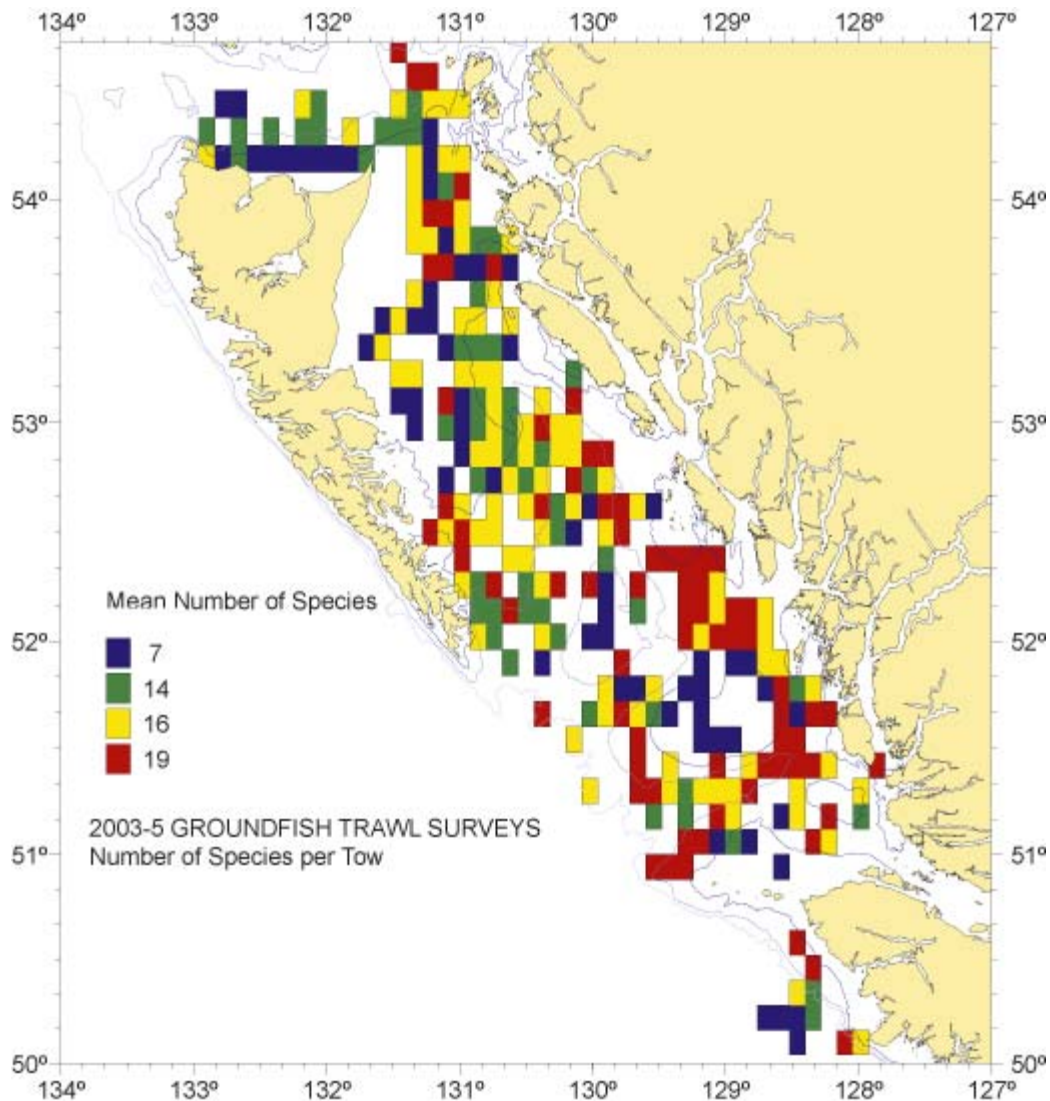 134º 133º 132º 131º 130º 129º 128º 127º
54º 54º
53º 53º
52º 52º
51º 51º
50º 50º
Mean Number of Species
7
14
16
19
2003-5 GROUNDFISH TRAWL SURVEYS
Number of Species per Tow
134º 133º 132º 131º 130º 129º 128º 127º